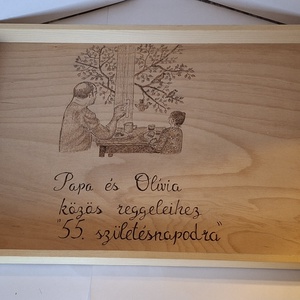 Papa és Olívia
közös reggeleihez
"55. születésnapodra"